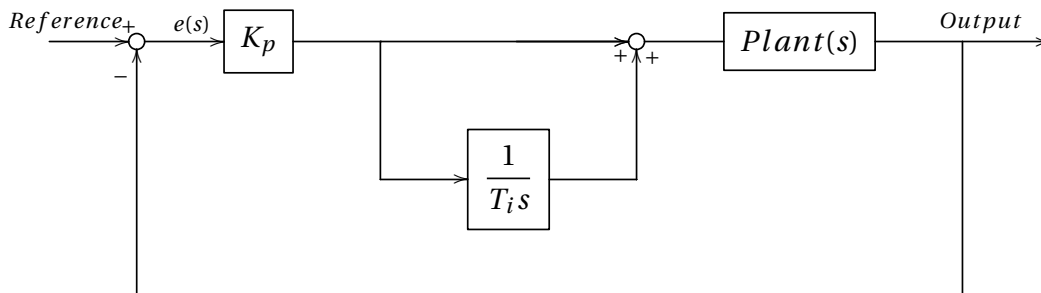 Reference
+
−
e(s)
K_p
+
+
Plant(s)
Output
1
T_i s